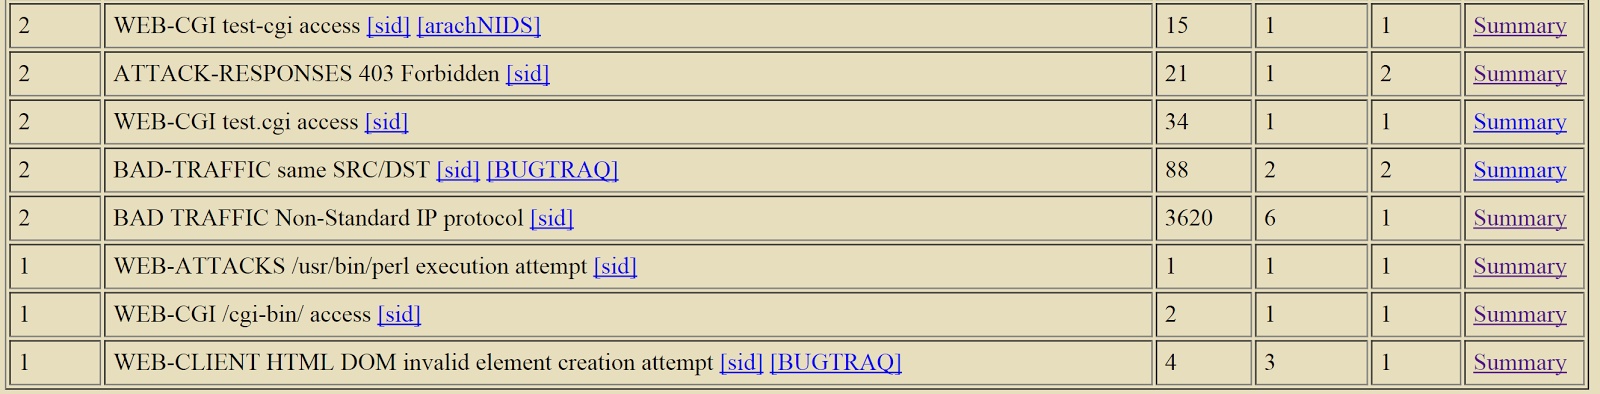 2 WEB-CGI test-cgi access [sid] [arachNIDS] 15 1 1 Summary
2 ATTACK-RESPONSES 403 Forbidden [sid] 21 1 2 Summary
2 WEB-CGI test.cgi access [sid] 34 1 1 Summary
2 BAD-TRAFFIC same SRC/DST [sid] [BUGTRAQ] 88 2 2 Summary
2 BAD TRAFFIC Non-Standard IP protocol [sid] 3620 6 1 Summary
1 WEB-ATTACKS /usr/bin/perl execution attempt [sid] 1 1 1 Summary
1 WEB-CGI /cgi-bin/ access [sid] 2 1 1 Summary
1 WEB-CLIENT HTML DOM invalid element creation attempt [sid] [BUGTRAQ] 4 3 1 Summary